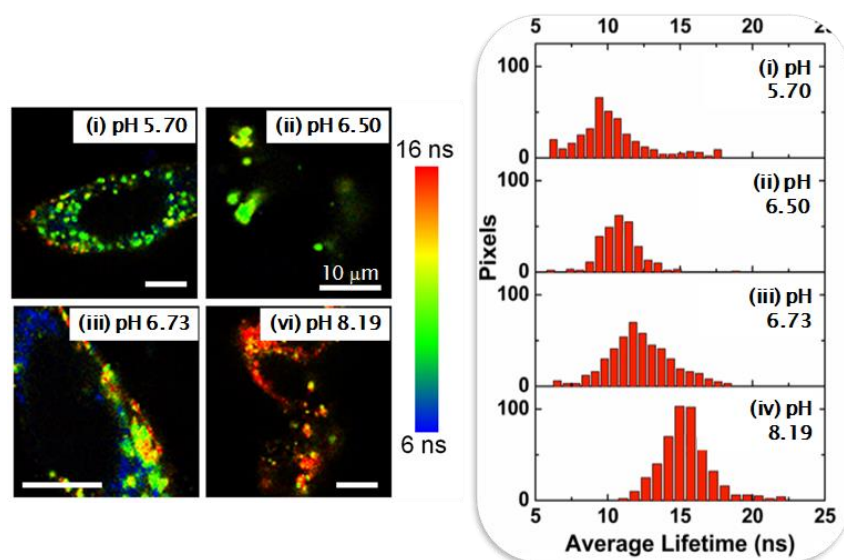 (i) pH 5.70
(ii) pH 6.50
10 µm
(iii) pH 6.73
(vi) pH 8.19
16 ns
6 ns
5 10 15 20 25
100
0
(i) pH
5.70
100
0
(ii) pH
6.50
100
0
(iii) pH
6.73
100
0
(iv) pH
8.19
Pixels
5 10 15 20 25
Average Lifetime (ns)